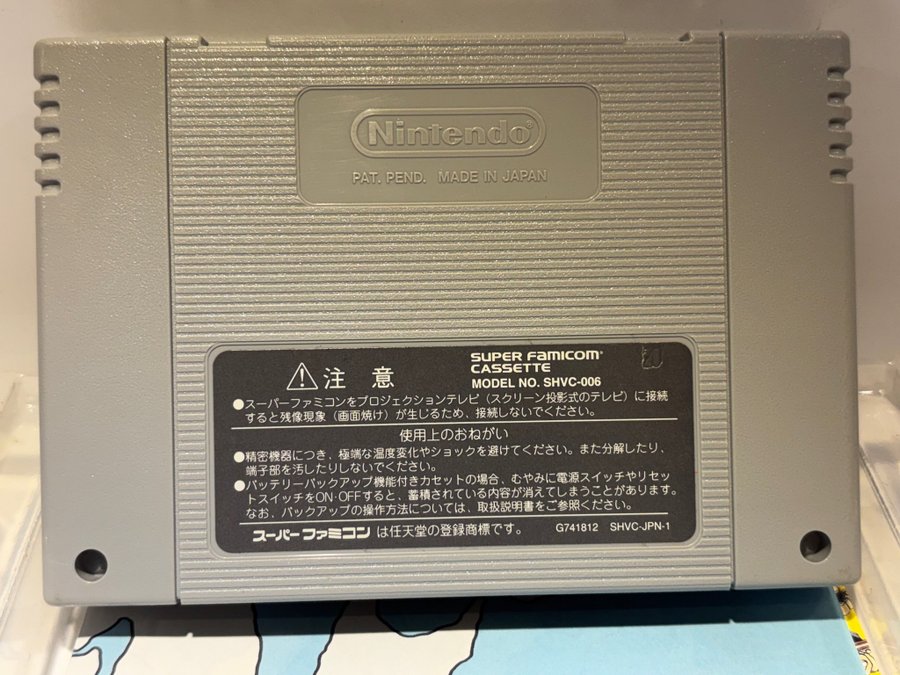 Nintendo®
PAT. PEND. MADE IN JAPAN
SUPER FAMICOM®
CASSETTE
MODEL NO. SHVC-006
注 意
●スーパーファミコンをプロジェクションテレビ（スクリーン投影式のテレビ）に接続
すると残像現象（画面焼け）が生じるため、接続しないでください。
使用上のおねがい
●精密機器につき、極端な温度変化やショックを避けてください。また分解したり、
端子部を汚したりしないでください。
●バッテリーバックアップ機能付きカセットの場合、むやみに電源スイッチやリセッ
トスイッチをON・OFFすると、蓄積されている内容が消えてしまうことがあります。
なお、バックアップの操作方法については、取扱説明書をご参照ください。
スーパーファミコン は任天堂の登録商標です。 G741812 SHVC-JPN-1